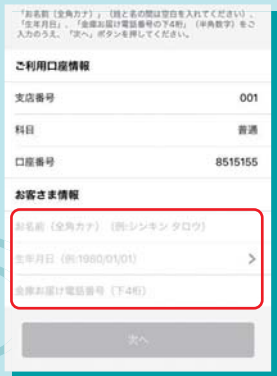 「お名前（全角カナ）」（姓と名の間は空白を入れてください）、
「生年月日」、「金庫お届け電話番号の下4桁」（半角数字）をご
入力のうえ、「次へ」ボタンを押してください。
ご利用口座情報
支店番号 001
科目 普通
口座番号 8515155
お客さま情報
お名前（全角カナ）（例:シンキン タロウ）
生年月日（例:1980/01/01）
金庫お届け電話番号（下4桁）
次へ